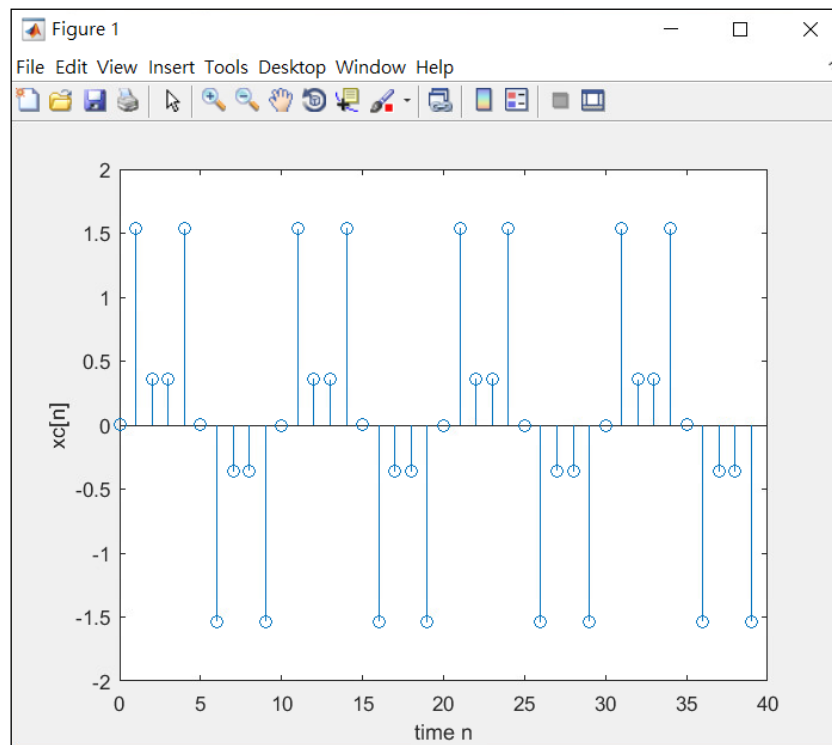 Figure 1
File Edit View Insert Tools Desktop Window Help
2
1.5
1
0.5
0
-0.5
-1
-1.5
-2
xc[n]
0 5 10 15 20 25 30 35 40
time n